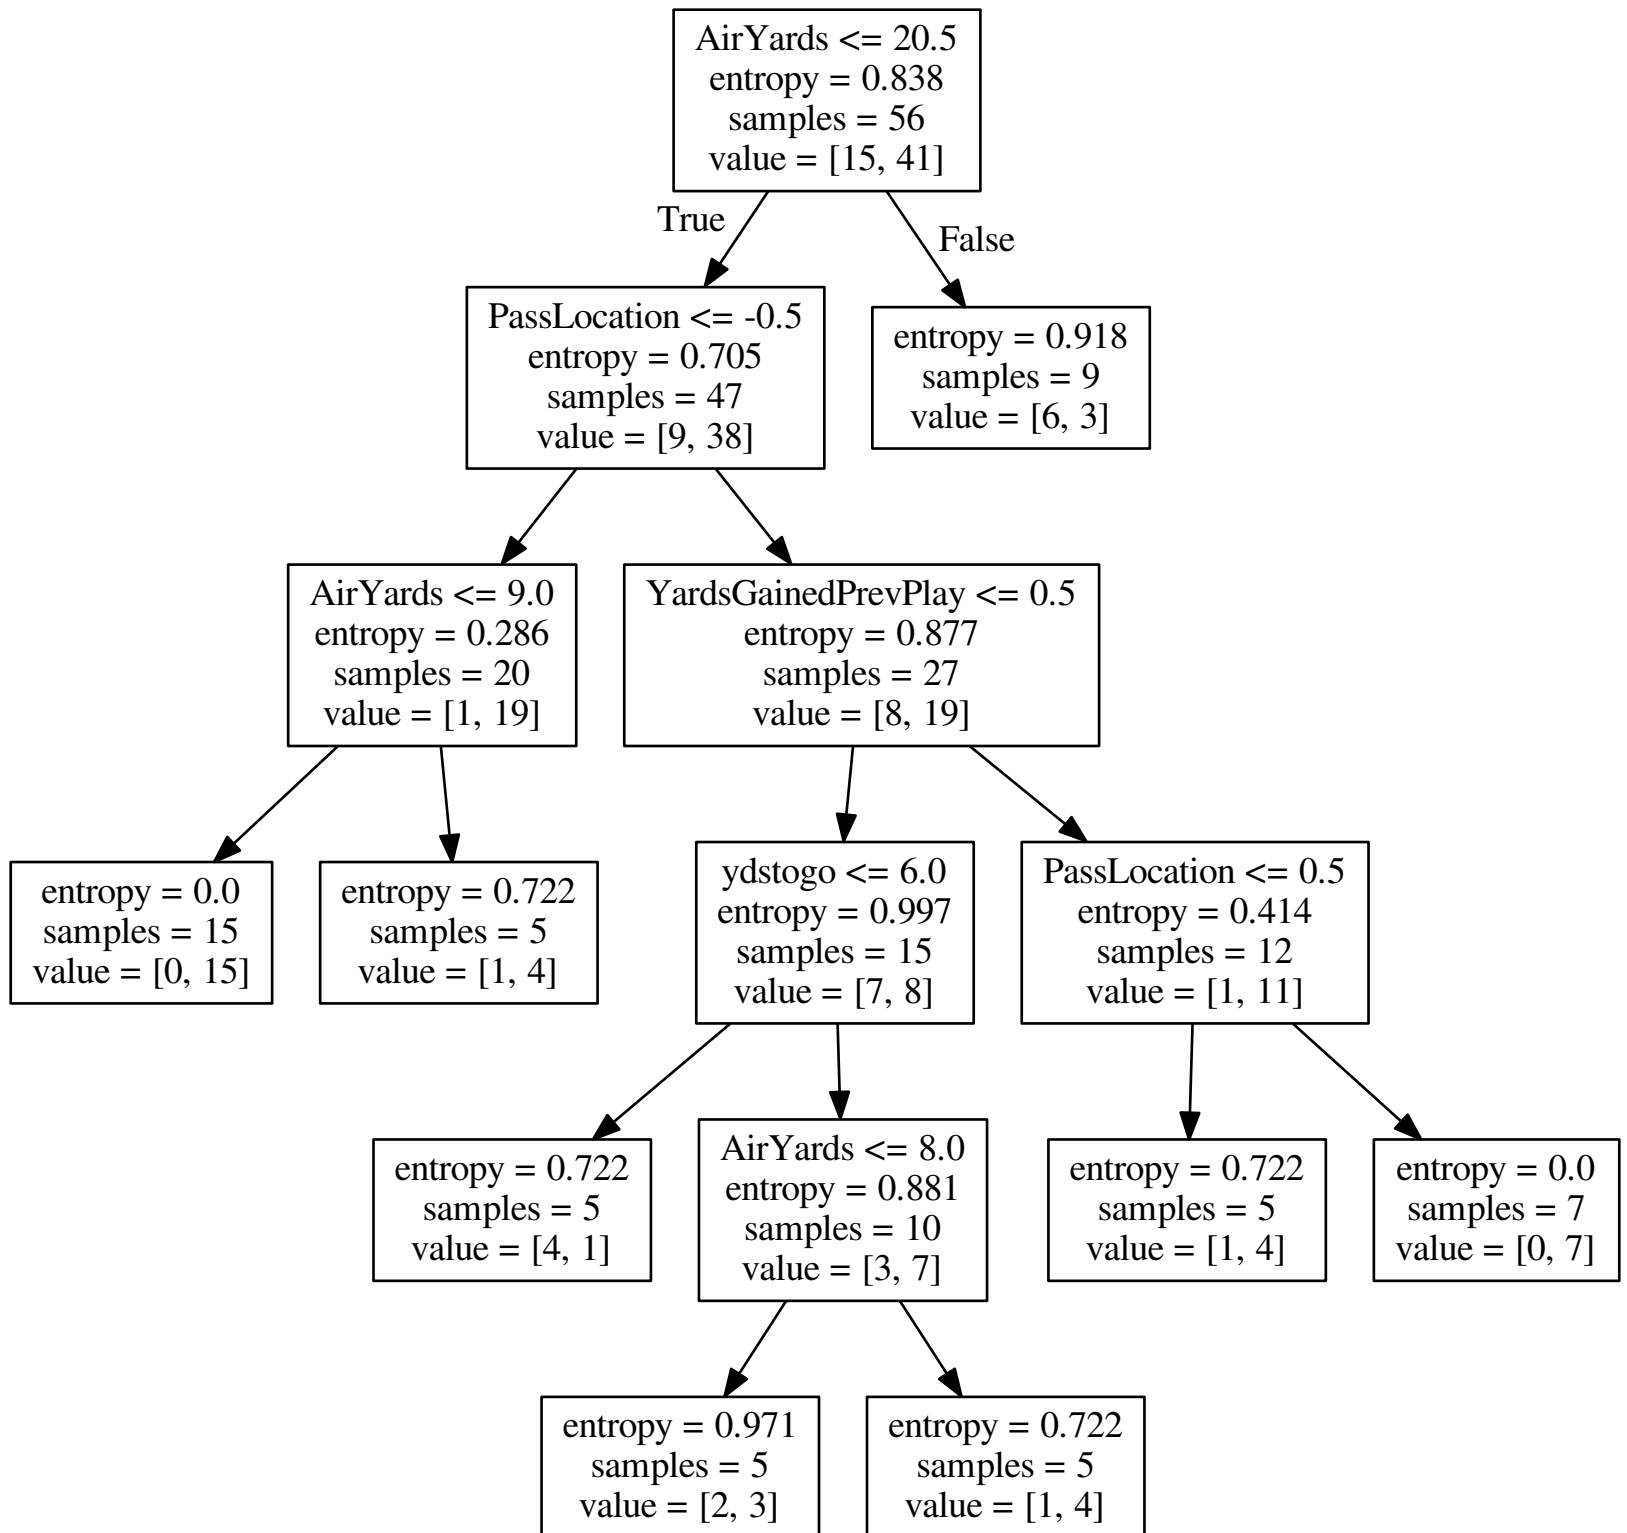 AirYards <= 20.5
entropy = 0.838
samples = 56
value = [15, 41]
True
False
PassLocation <= -0.5
entropy = 0.705
samples = 47
value = [9, 38]
entropy = 0.918
samples = 9
value = [6, 3]
AirYards <= 9.0
entropy = 0.286
samples = 20
value = [1, 19]
YardsGainedPrevPlay <= 0.5
entropy = 0.877
samples = 27
value = [8, 19]
entropy = 0.0
samples = 15
value = [0, 15]
entropy = 0.722
samples = 5
value = [1, 4]
ydstogo <= 6.0
entropy = 0.997
samples = 15
value = [7, 8]
PassLocation <= 0.5
entropy = 0.414
samples = 12
value = [1, 11]
entropy = 0.722
samples = 5
value = [4, 1]
AirYards <= 8.0
entropy = 0.881
samples = 10
value = [3, 7]
entropy = 0.722
samples = 5
value = [1, 4]
entropy = 0.0
samples = 7
value = [0, 7]
entropy = 0.971
samples = 5
value = [2, 3]
entropy = 0.722
samples = 5
value = [1, 4]